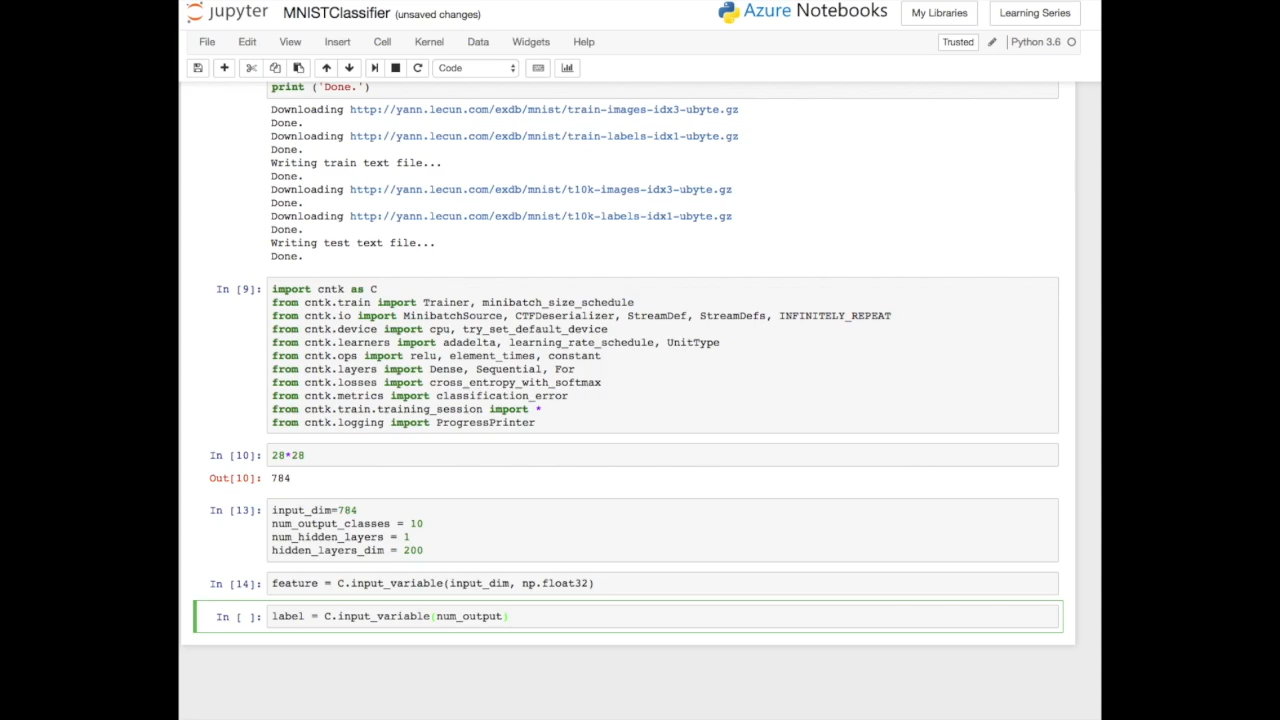 jupyter MNISTClassifier (unsaved changes) Azure Notebooks My Libraries Learning Series
File Edit View Insert Cell Kernel Data Widgets Help Trusted Python 3.6
Code
print ('Done.')
Downloading http://yann.lecun.com/exdb/mnist/train-images-idx3-ubyte.gz
Done.
Downloading http://yann.lecun.com/exdb/mnist/train-labels-idx1-ubyte.gz
Done.
Writing train text file...
Done.
Downloading http://yann.lecun.com/exdb/mnist/t10k-images-idx3-ubyte.gz
Done.
Downloading http://yann.lecun.com/exdb/mnist/t10k-labels-idx1-ubyte.gz
Done.
Writing test text file...
Done.
In [9]: import cntk as C
from cntk.train import Trainer, minibatch_size_schedule
from cntk.io import MinibatchSource, CTFDeserializer, StreamDef, StreamDefs, INFINITELY_REPEAT
from cntk.device import cpu, try_set_default_device
from cntk.learners import adadelta, learning_rate_schedule, UnitType
from cntk.ops import relu, element_times, constant
from cntk.layers import Dense, Sequential, For
from cntk.losses import cross_entropy_with_softmax
from cntk.metrics import classification_error
from cntk.train.training_session import *
from cntk.logging import ProgressPrinter
In [10]: 28*28
Out[10]: 784
In [13]: input_dim=784
num_output_classes = 10
num_hidden_layers = 1
hidden_layers_dim = 200
In [14]: feature = C.input_variable(input_dim, np.float32)
In [ ]: label = C.input_variable(num_output)